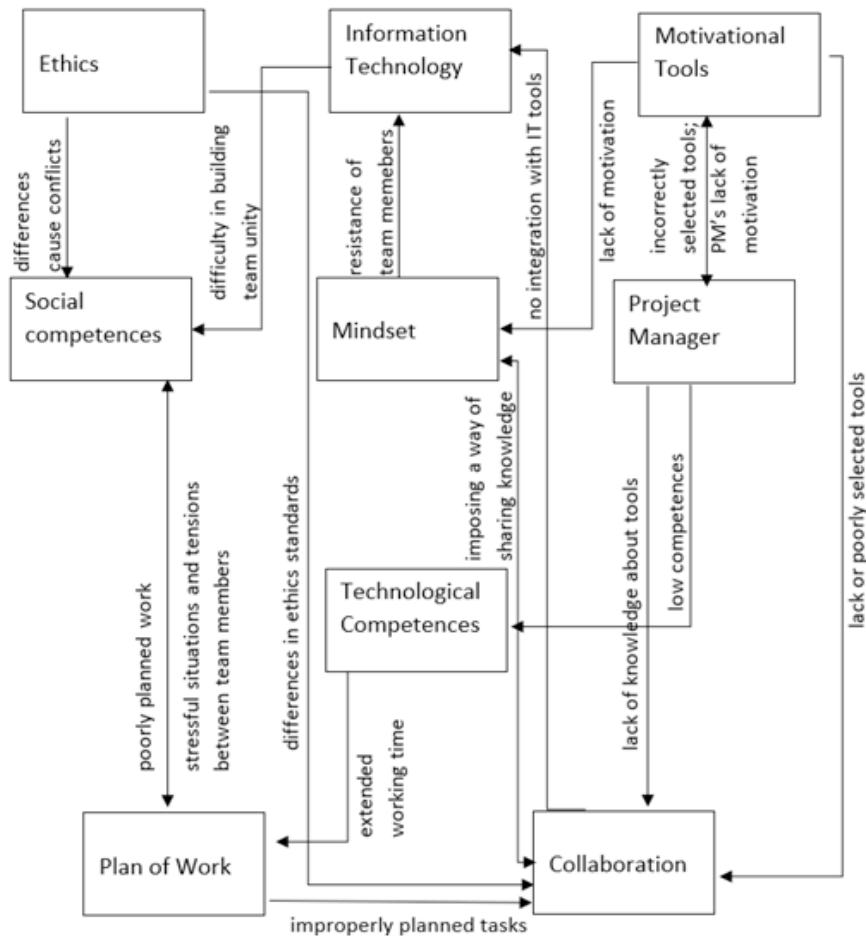 Ethics
Information
Technology
Motivational
Tools
differences
cause conflicts
difficulty in building
team unity
resistance of
team memebers
no integration with IT tools
lack of motivation
incorrectly
selected tools;
PM's lack of
motivation
Social
competences
Mindset
Project
Manager
imposing a way of
sharing knowledge
low competences
lack of knowledge about tools
lack or poorly selected tools
Technological
Competences
poorly planned work
stressful situations and tensions
between team members
differences in ethics standards
extended
working time
Plan of Work
Collaboration
improperly planned tasks